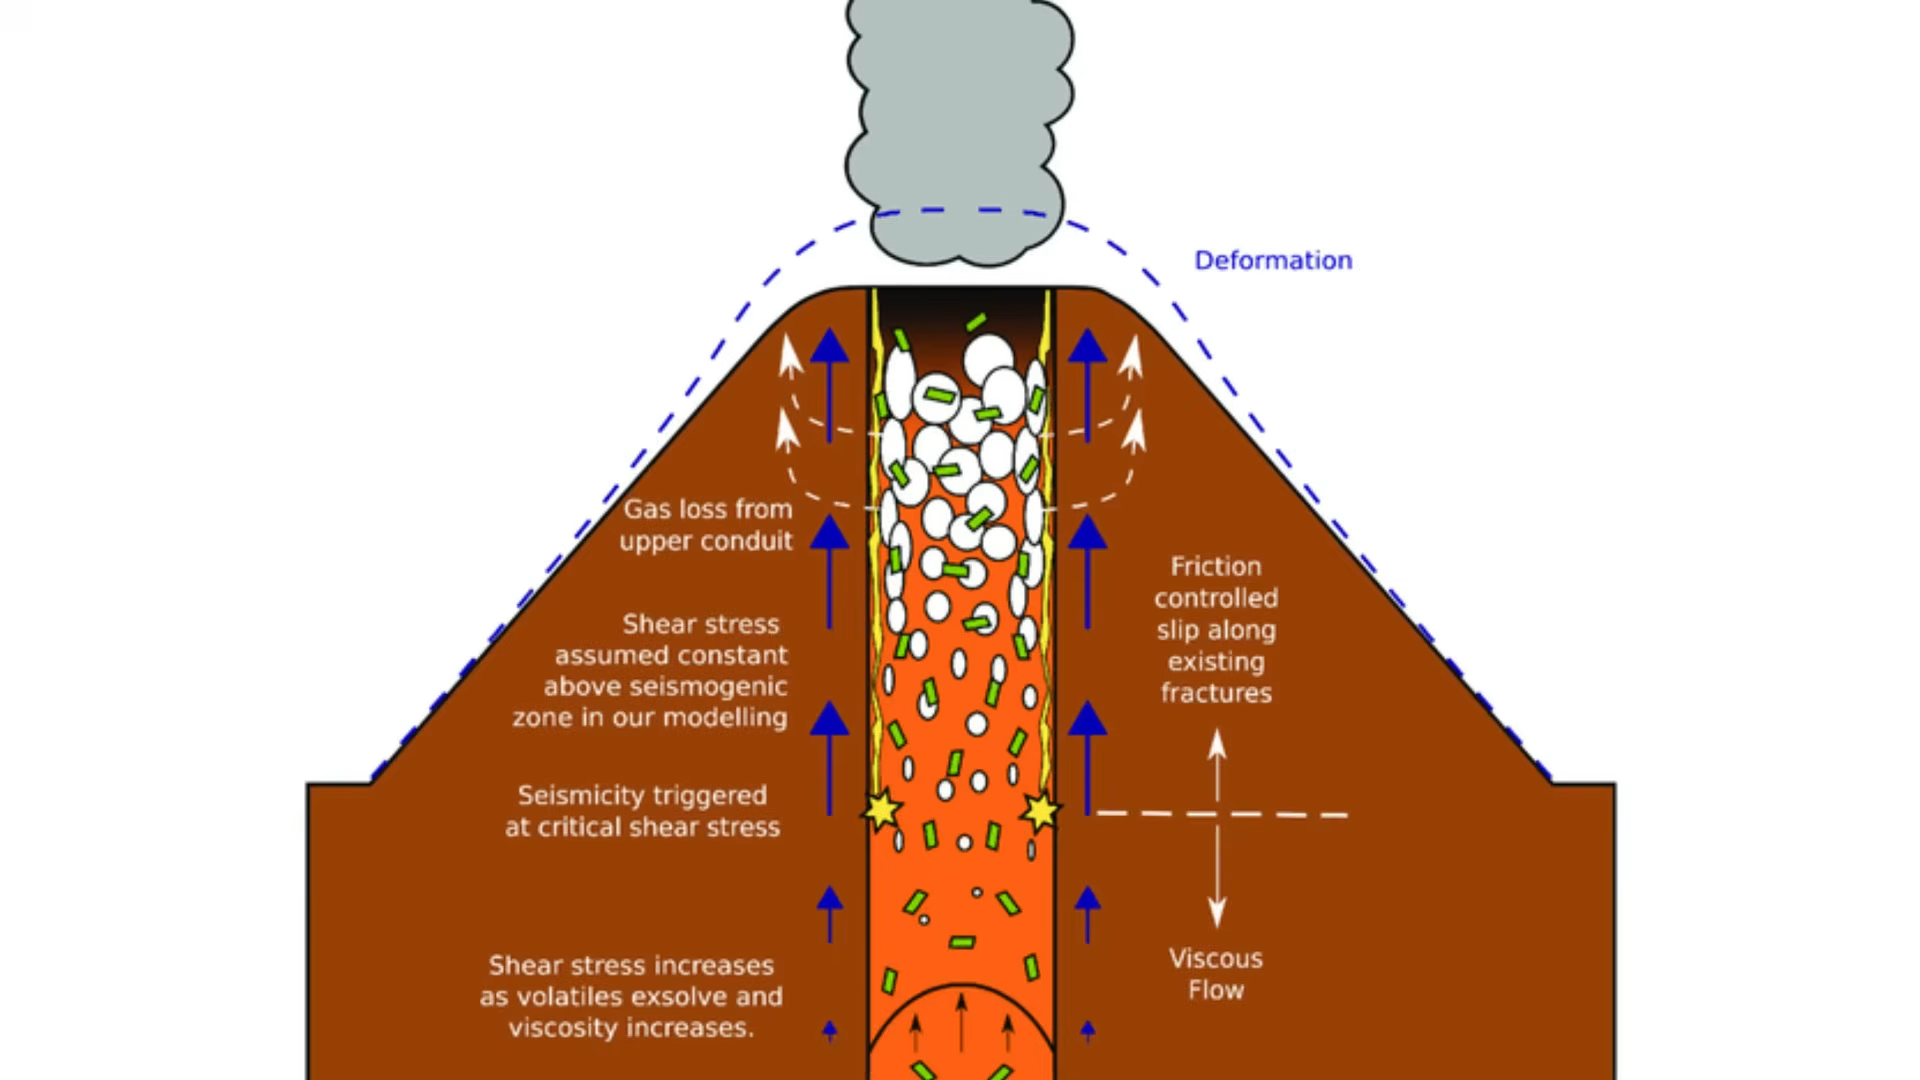 Deformation
Gas loss from
upper conduit
Friction
controlled
slip along
existing
fractures
Shear stress
assumed constant
above seismogenic
zone in our modelling
Seismicity triggered
at critical shear stress
Shear stress increases
as volatiles exsolve and
viscosity increases.
Viscous
Flow